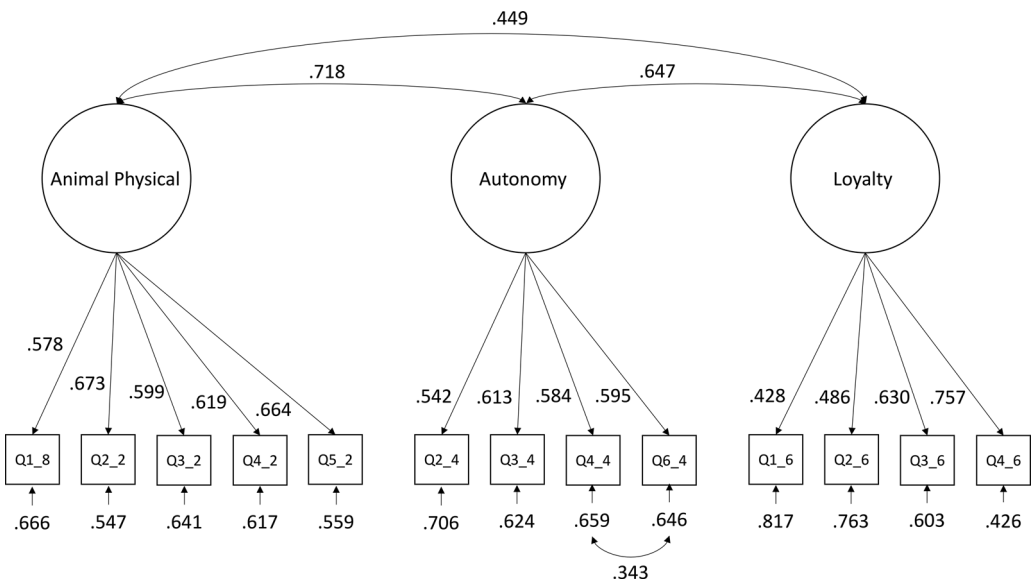 .449
.718 .647
Animal Physical Autonomy Loyalty
.578
.673 .599 .619 .664 .542 .613 .584 .595 .428 .486 .630 .757
Q1_8 Q2_2 Q3_2 Q4_2 Q5_2 Q2_4 Q3_4 Q4_4 Q6_4 Q1_6 Q2_6 Q3_6 Q4_6
.666 .547 .641 .617 .559 .706 .624 .659 .646 .817 .763 .603 .426
.343